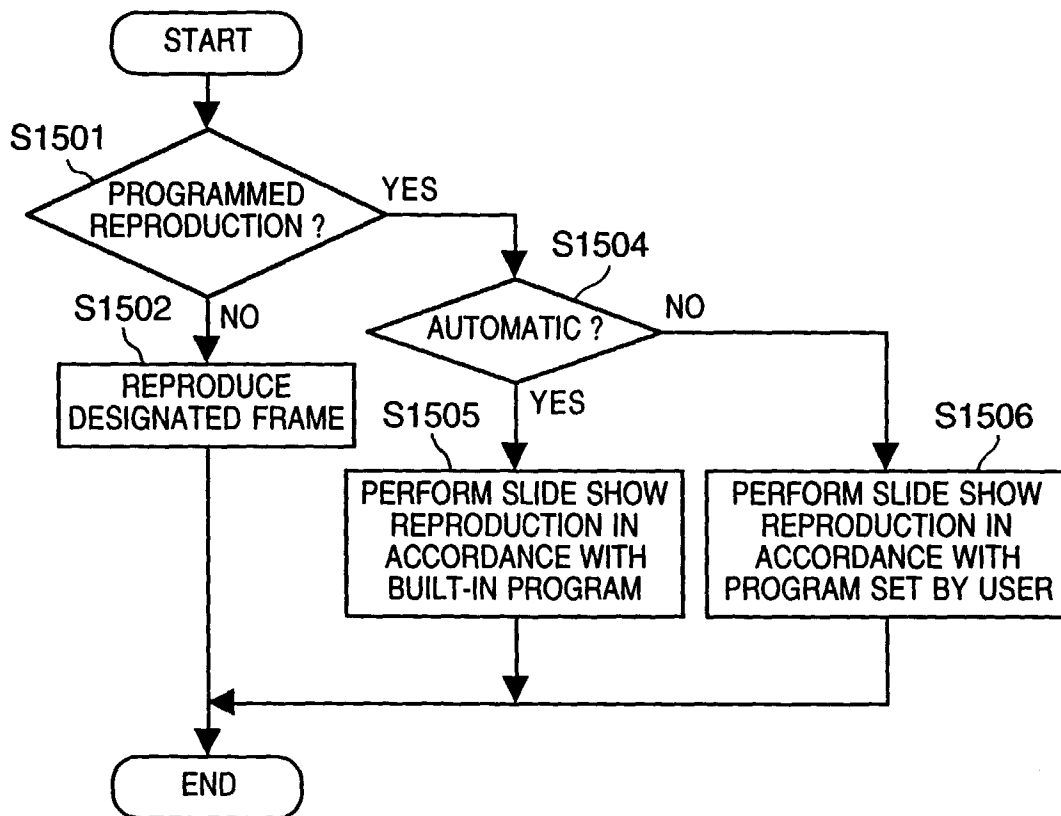 START
S1501
PROGRAMMED
REPRODUCTION ?
YES
S1504
S1502
NO
AUTOMATIC ?
NO
REPRODUCE
DESIGNATED FRAME
YES
S1505
S1506
PERFORM SLIDE SHOW
REPRODUCTION IN
ACCORDANCE WITH
BUILT-IN PROGRAM
PERFORM SLIDE SHOW
REPRODUCTION IN
ACCORDANCE WITH
PROGRAM SET BY USER
END